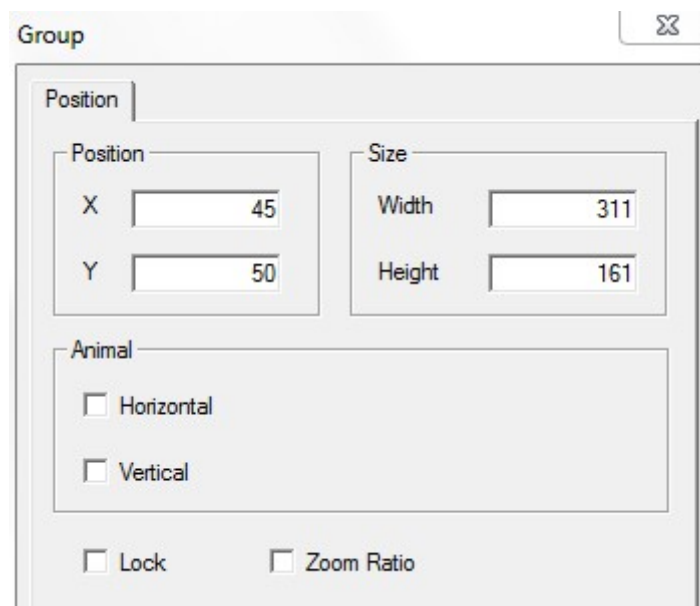 Group
Position
Position
X 45
Y 50
Size
Width 311
Height 161
Animal
Horizontal
Vertical
Lock Zoom Ratio